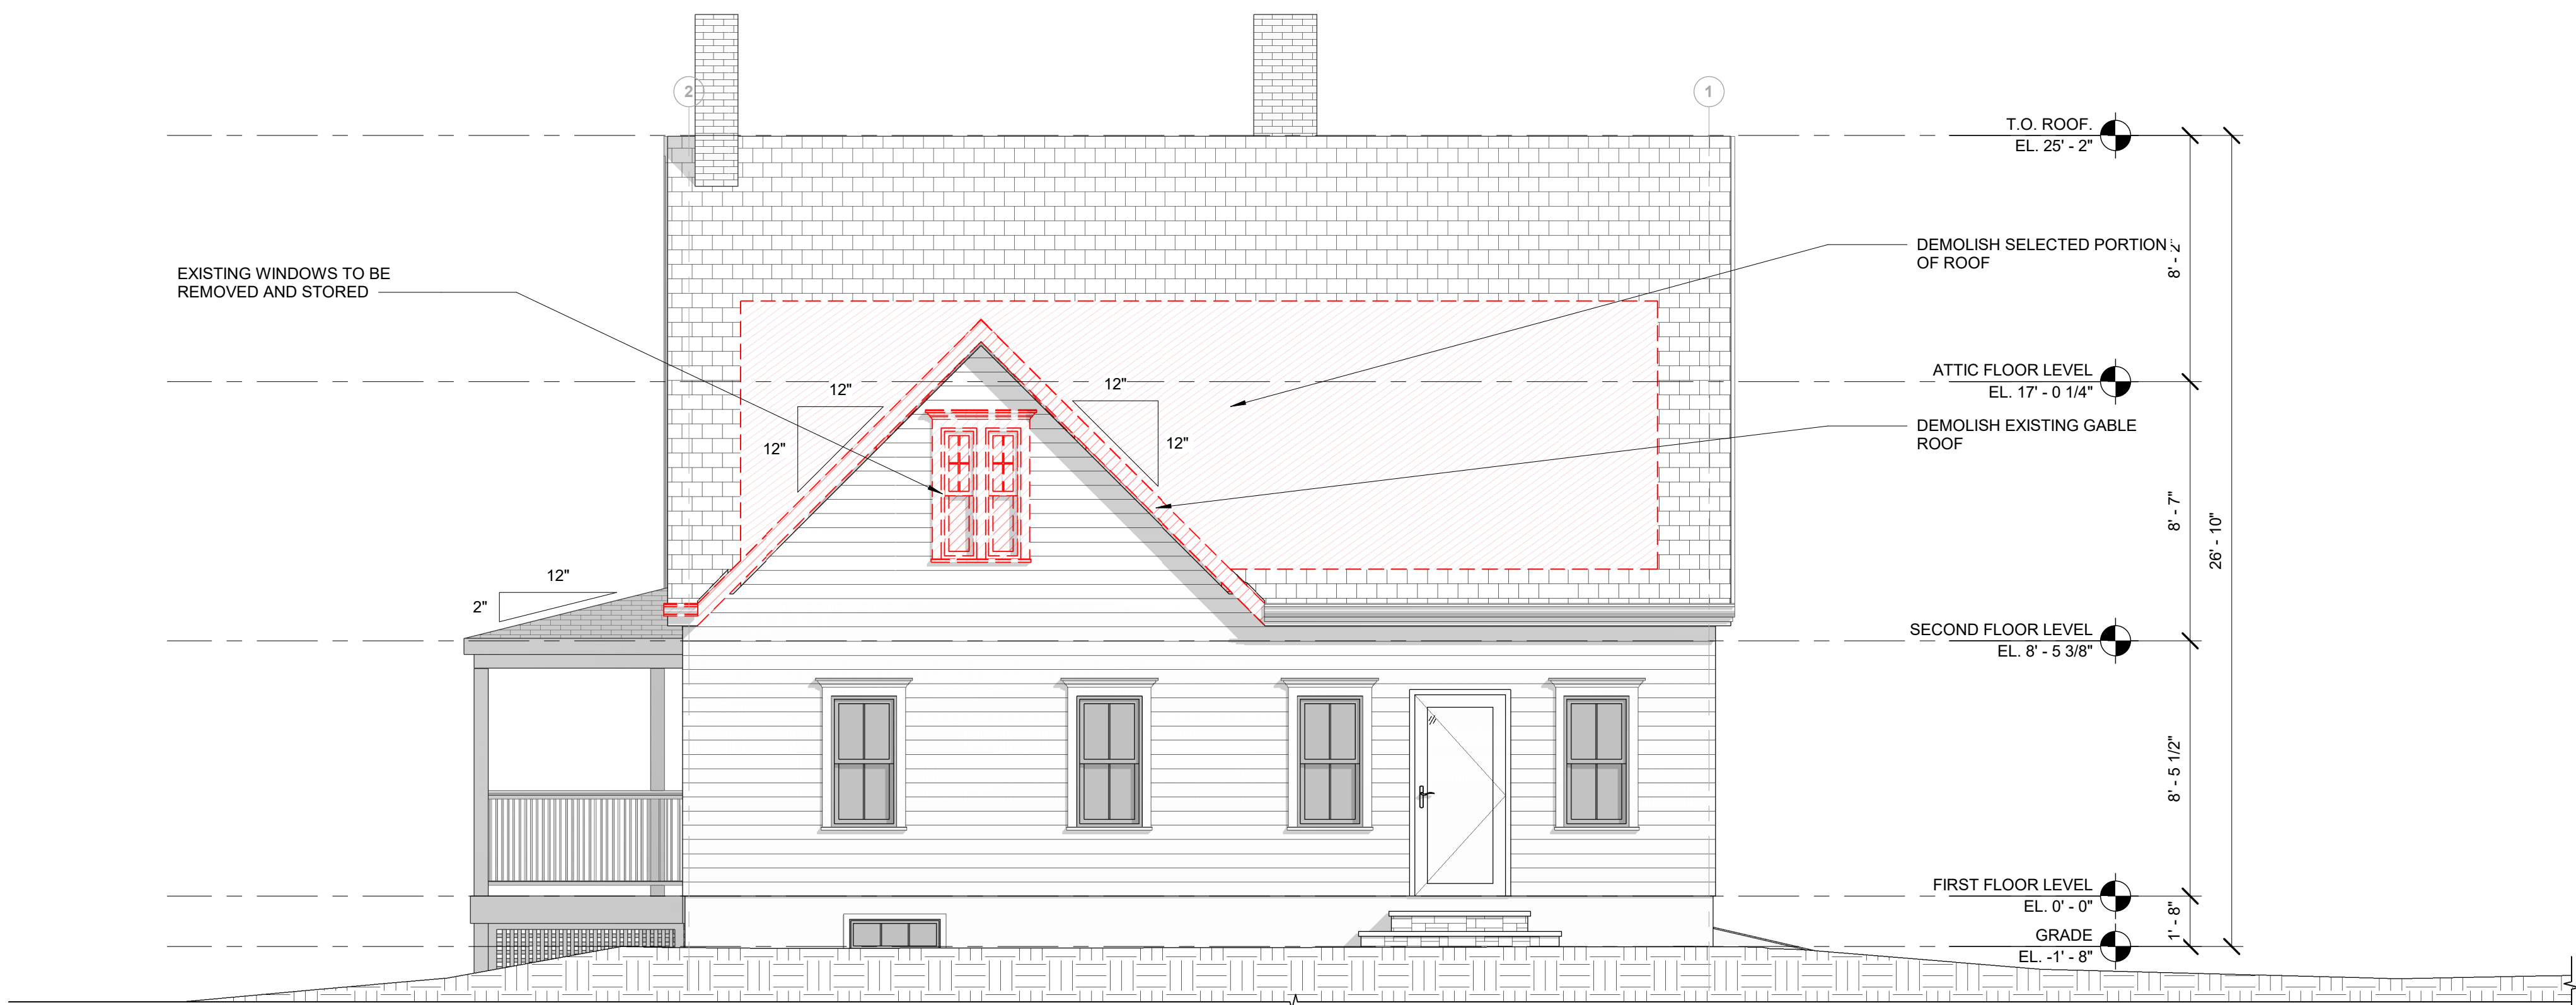 2
1
T.O. ROOF.
EL. 25' - 2"
EXISTING WINDOWS TO BE
REMOVED AND STORED
DEMOLISH SELECTED PORTION
OF ROOF
8' - 2"
12"
12"
12"
12"
ATTIC FLOOR LEVEL
EL. 17' - 0 1/4"
DEMOLISH EXISTING GABLE
ROOF
8' - 7"
26' - 10"
12"
2"
SECOND FLOOR LEVEL
EL. 8' - 5 3/8"
8' - 5 1/2"
FIRST FLOOR LEVEL
EL. 0' - 0"
1' - 8"
GRADE
EL. -1' - 8"